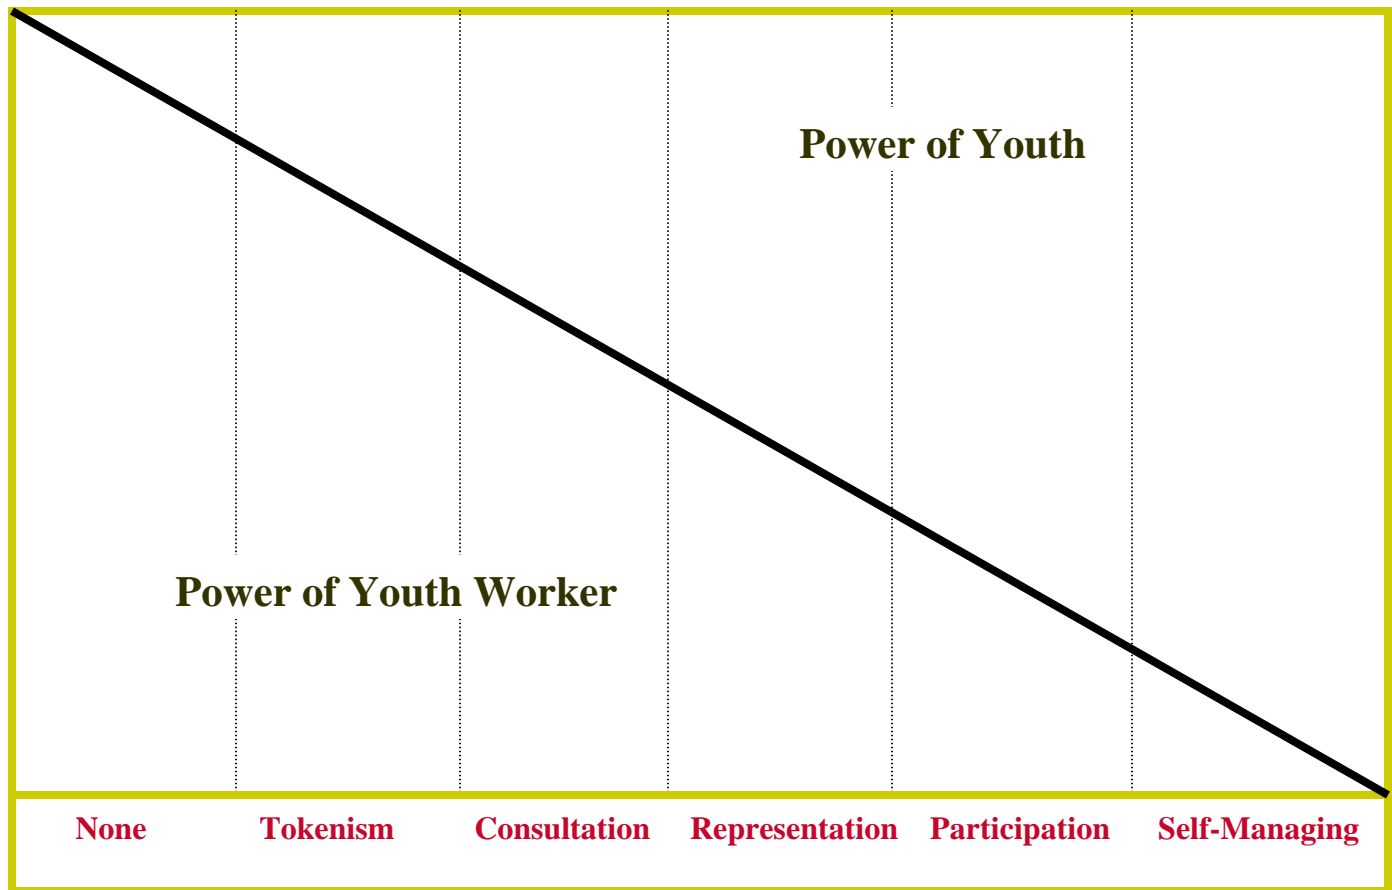 Power of Youth
Power of Youth Worker
None Tokenism Consultation Representation Participation Self-Managing